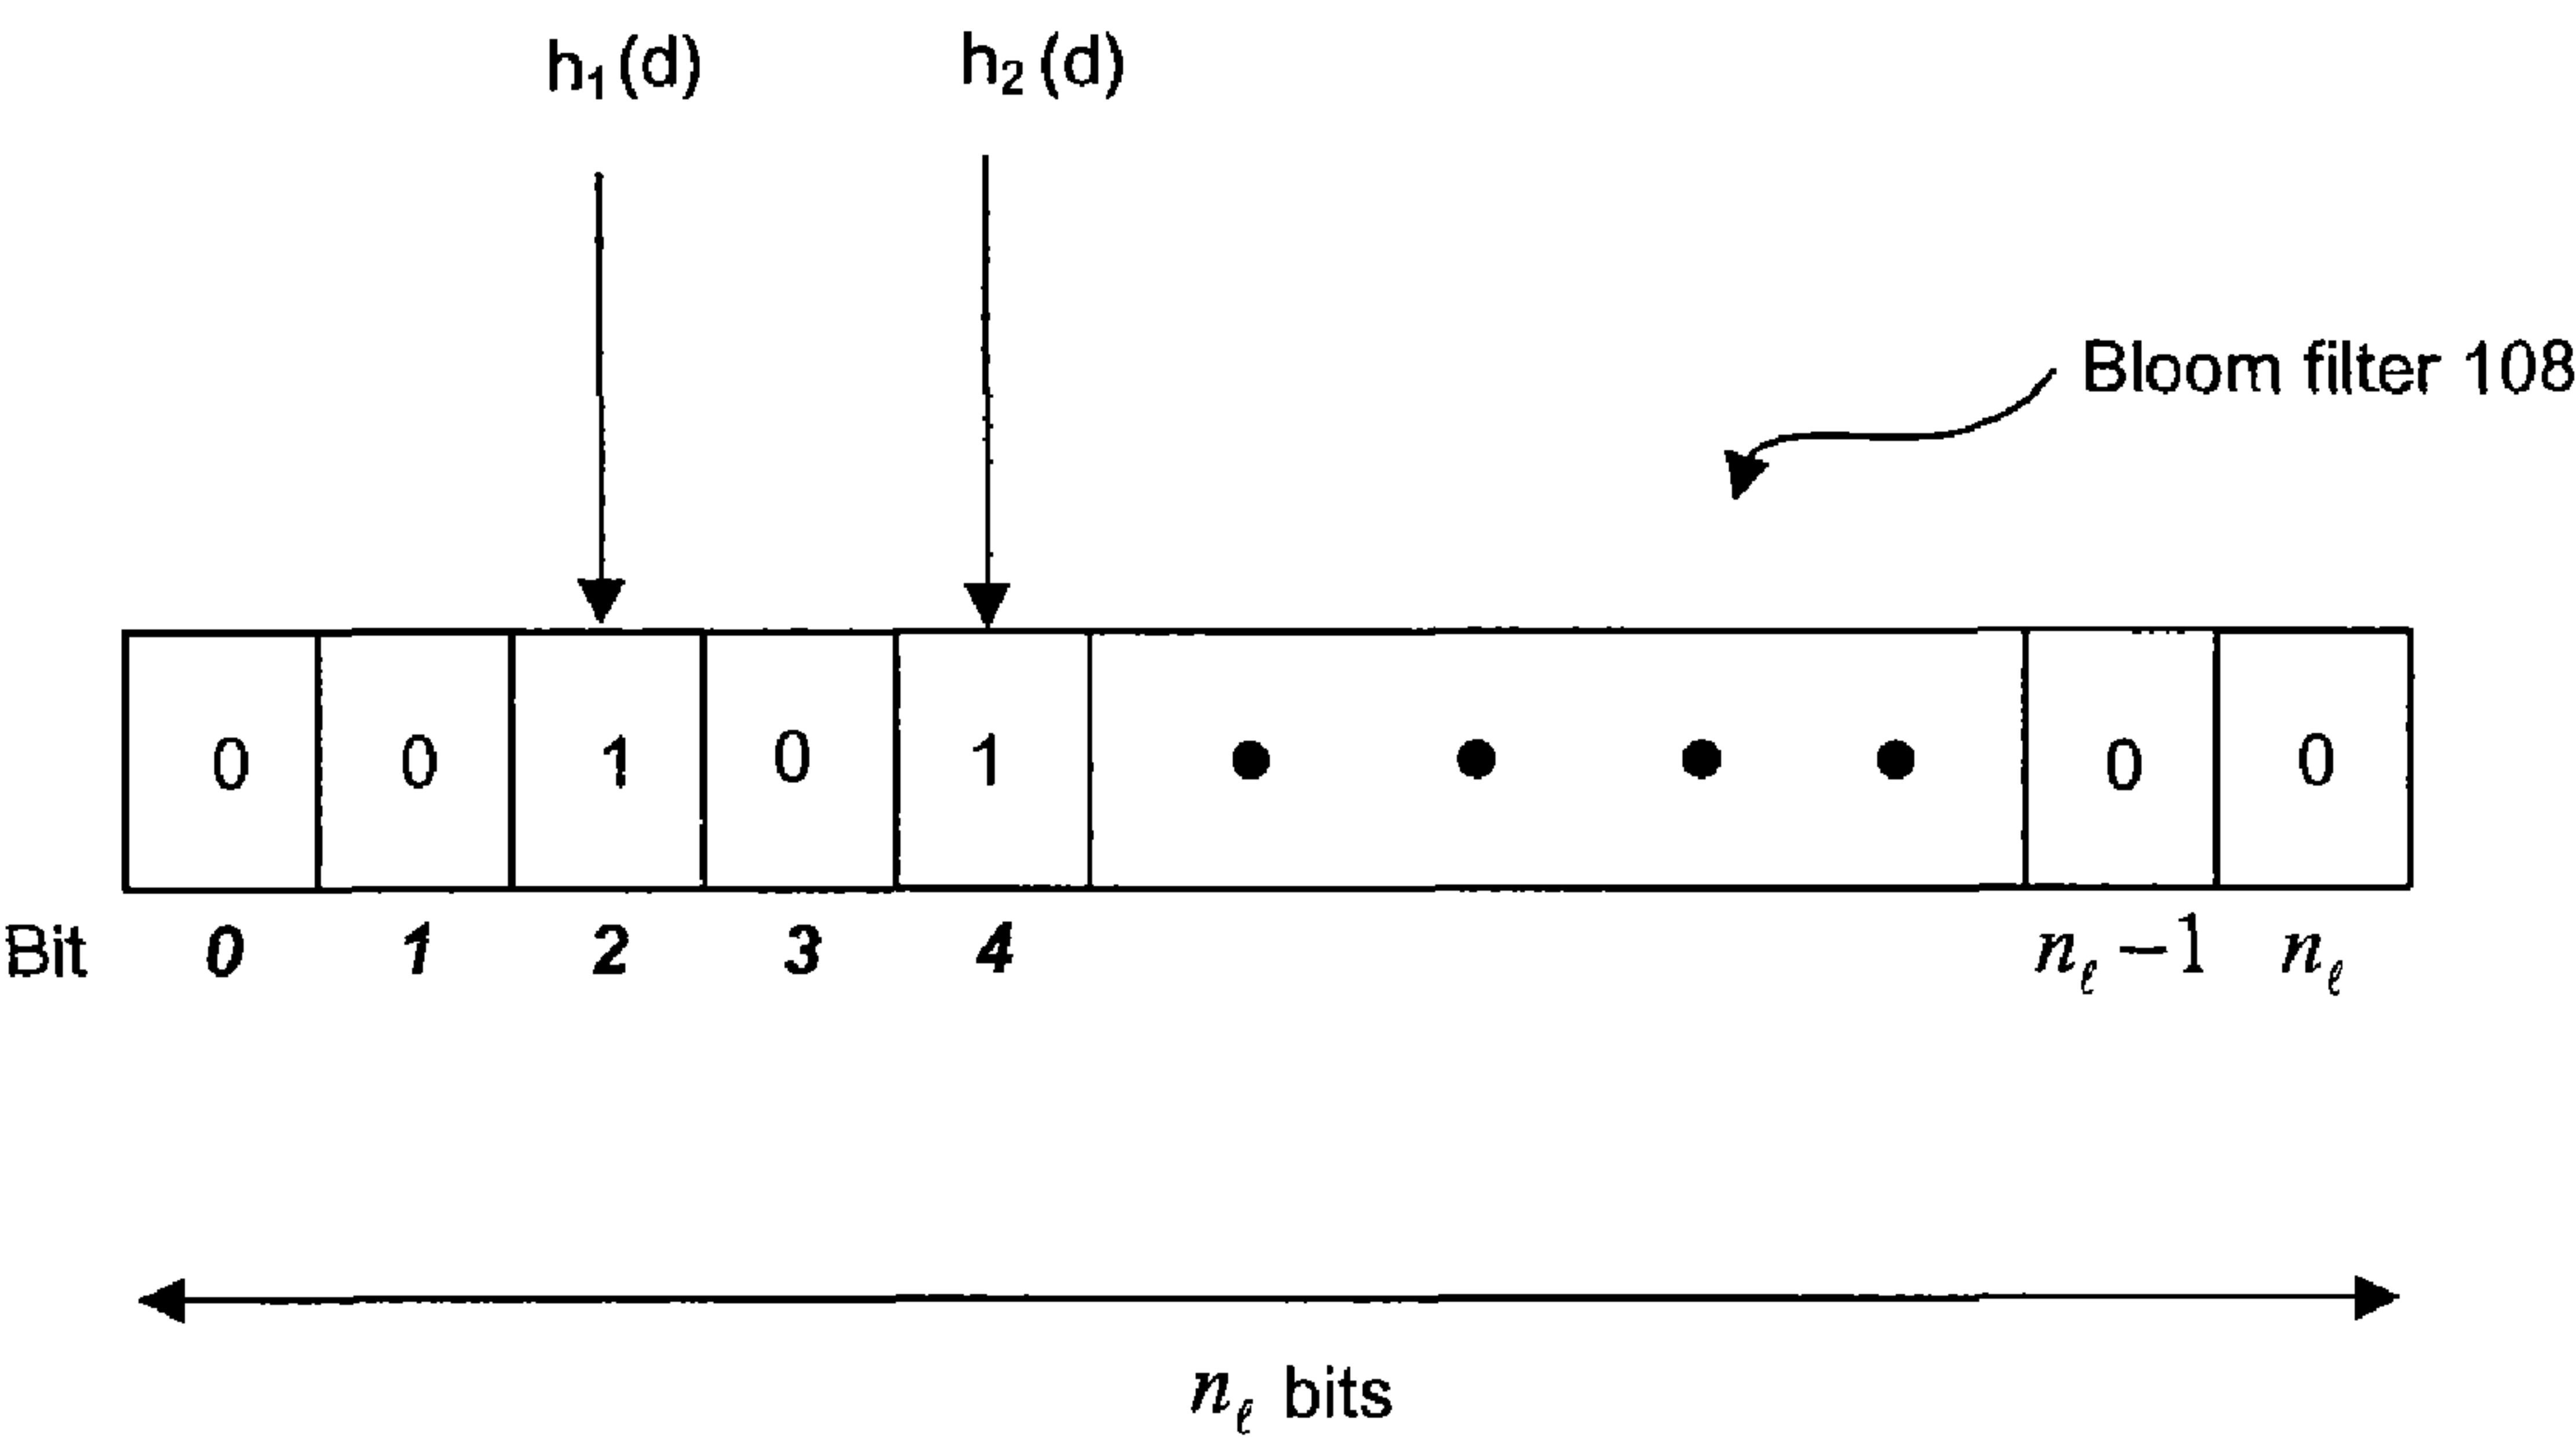 h₁(d) h₂(d)
Bloom filter 108
0 0 1 0 1 0 0
Bit 0 1 2 3 4 nℓ−1 nℓ
nℓ bits